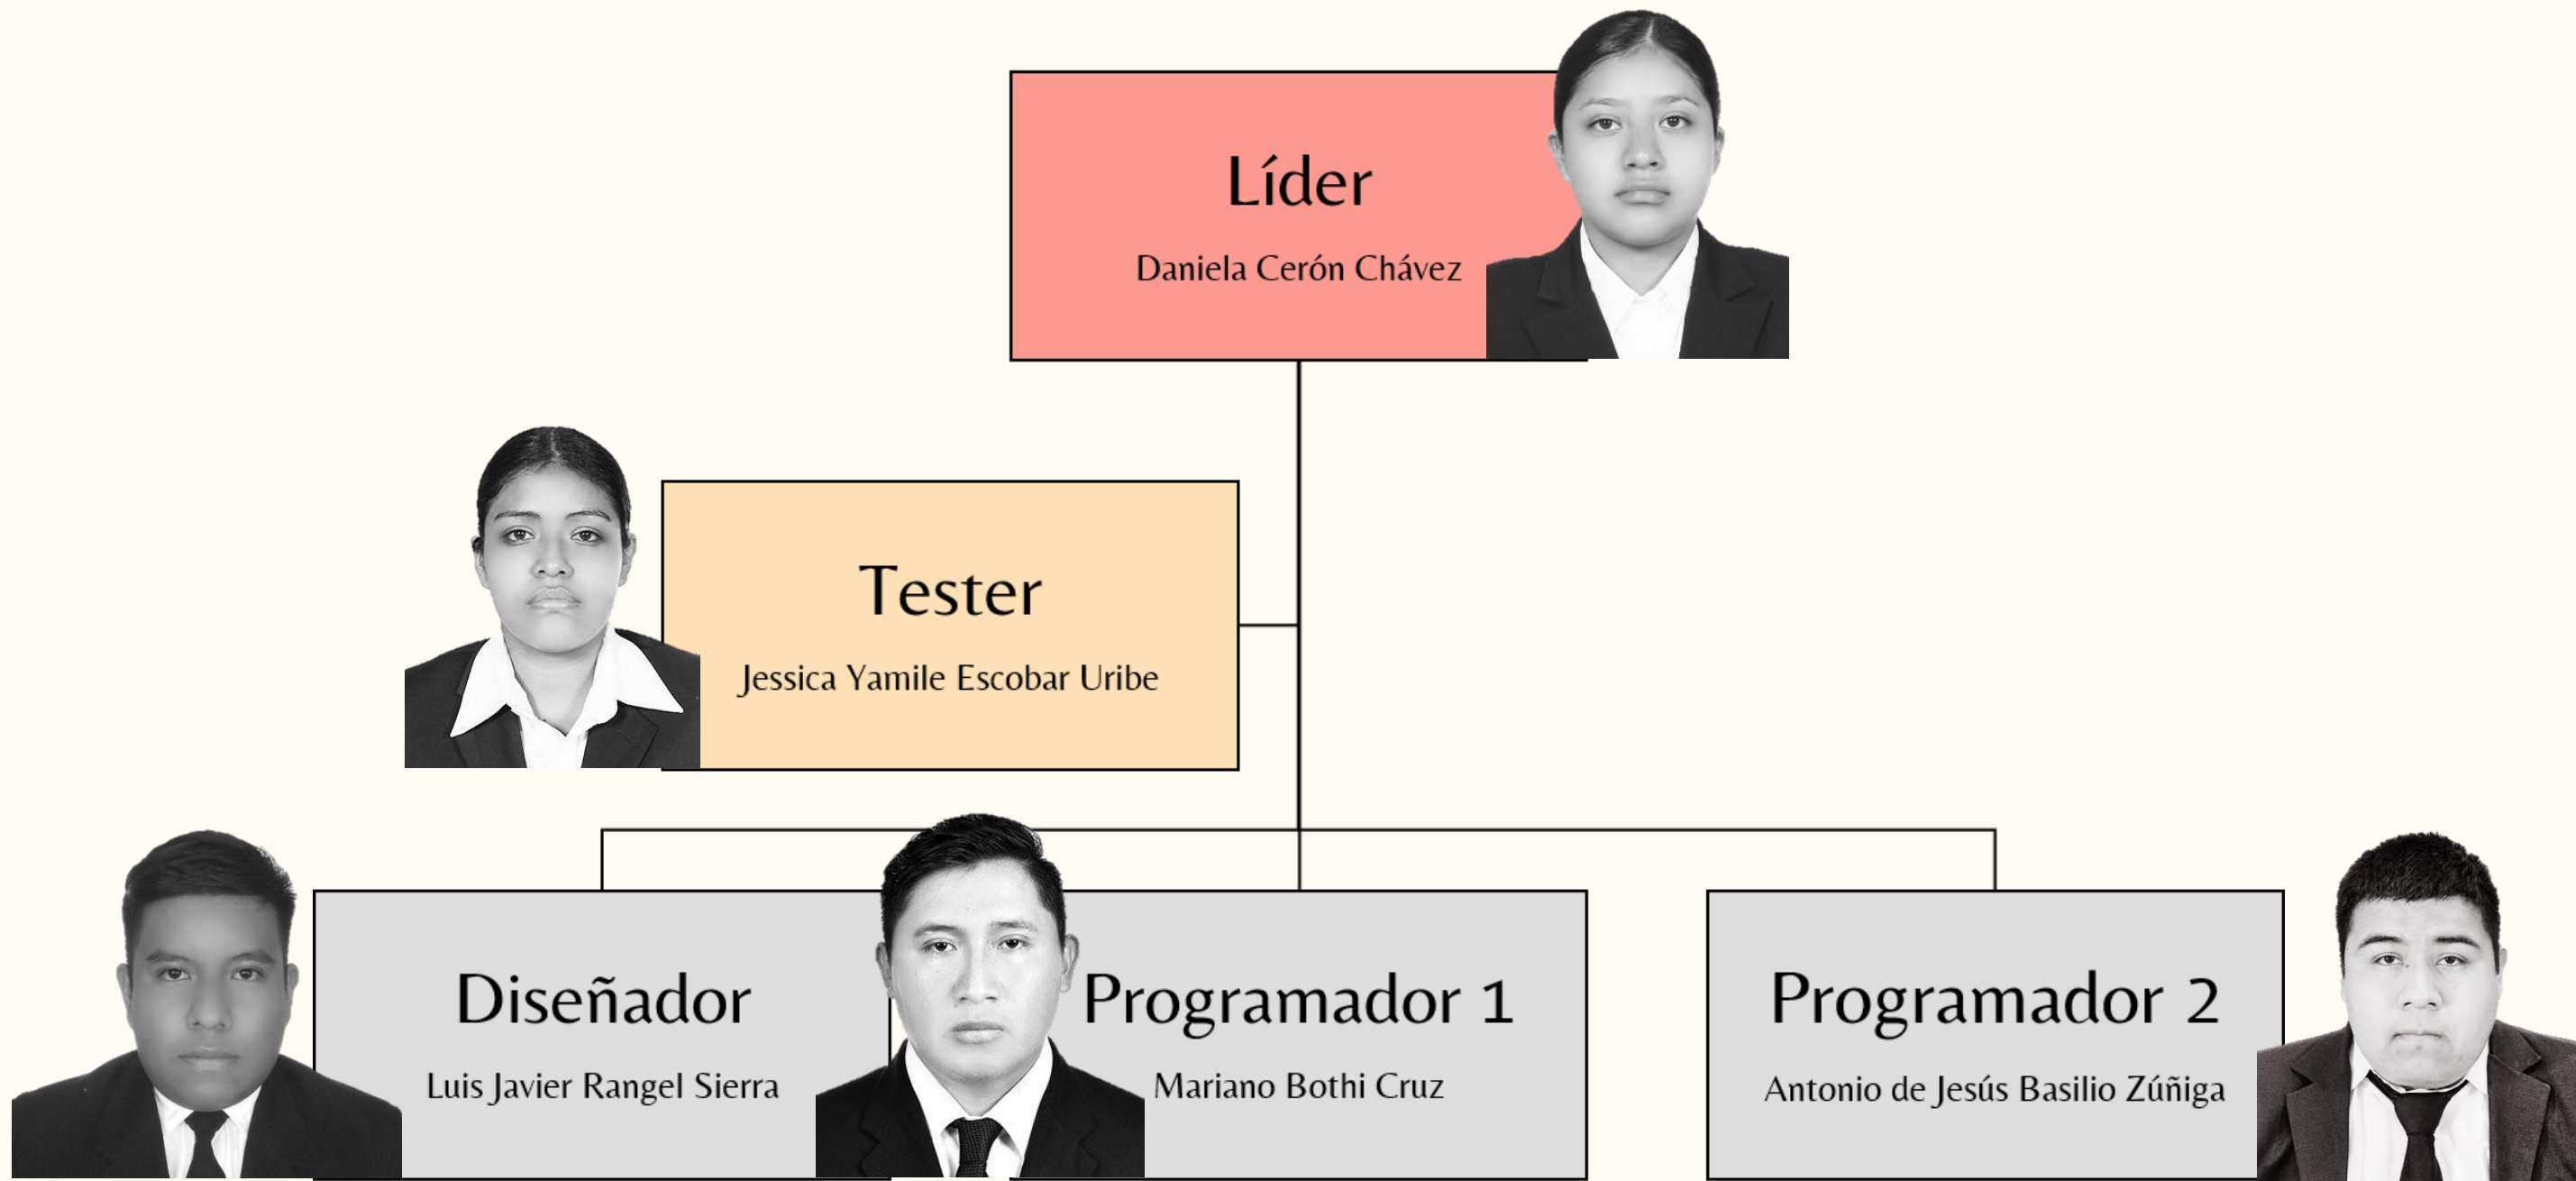 Líder
Daniela Cerón Chávez
Tester
Jessica Yamile Escobar Uribe
Diseñador
Luis Javier Rangel Sierra
Programador 1
Mariano Bothi Cruz
Programador 2
Antonio de Jesús Basilio Zúñiga